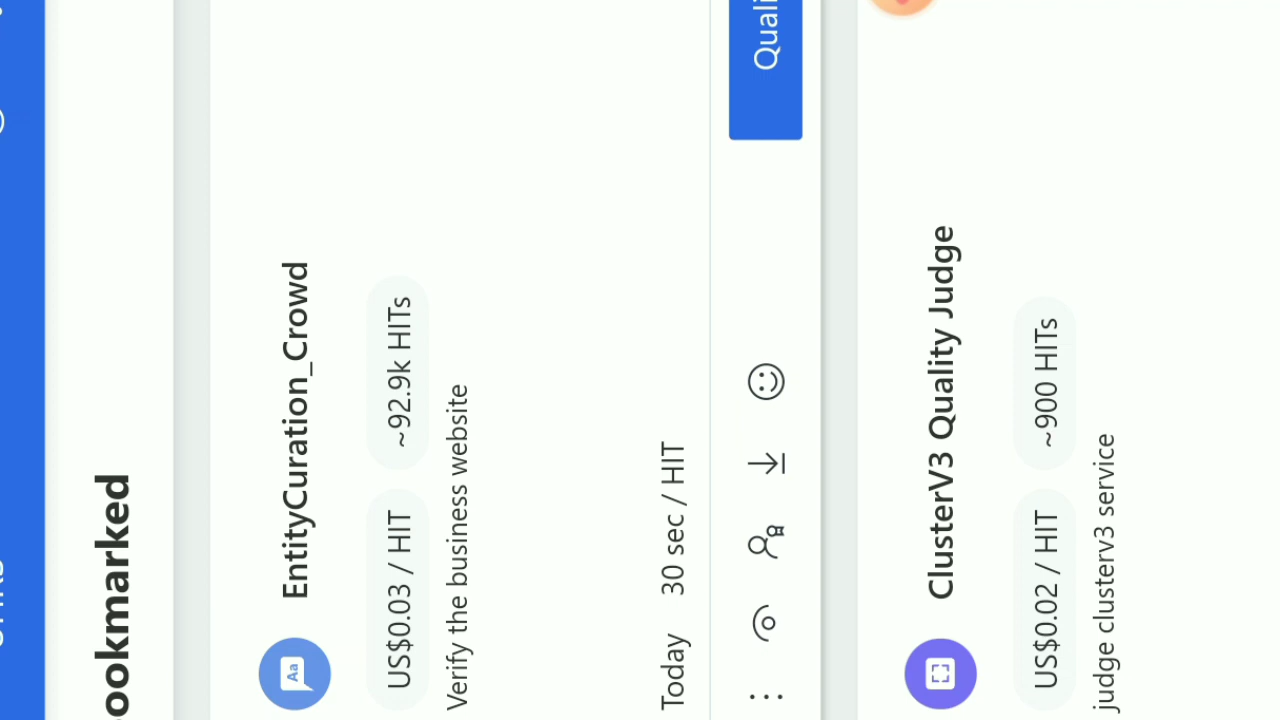 ookmarked
EntityCuration_Crowd
US$0.03 / HIT ~92.9k HITs
Verify the business website
Today 30 sec / HIT
Quali
ClusterV3 Quality Judge
US$0.02 / HIT ~900 HITs
judge clusterv3 service